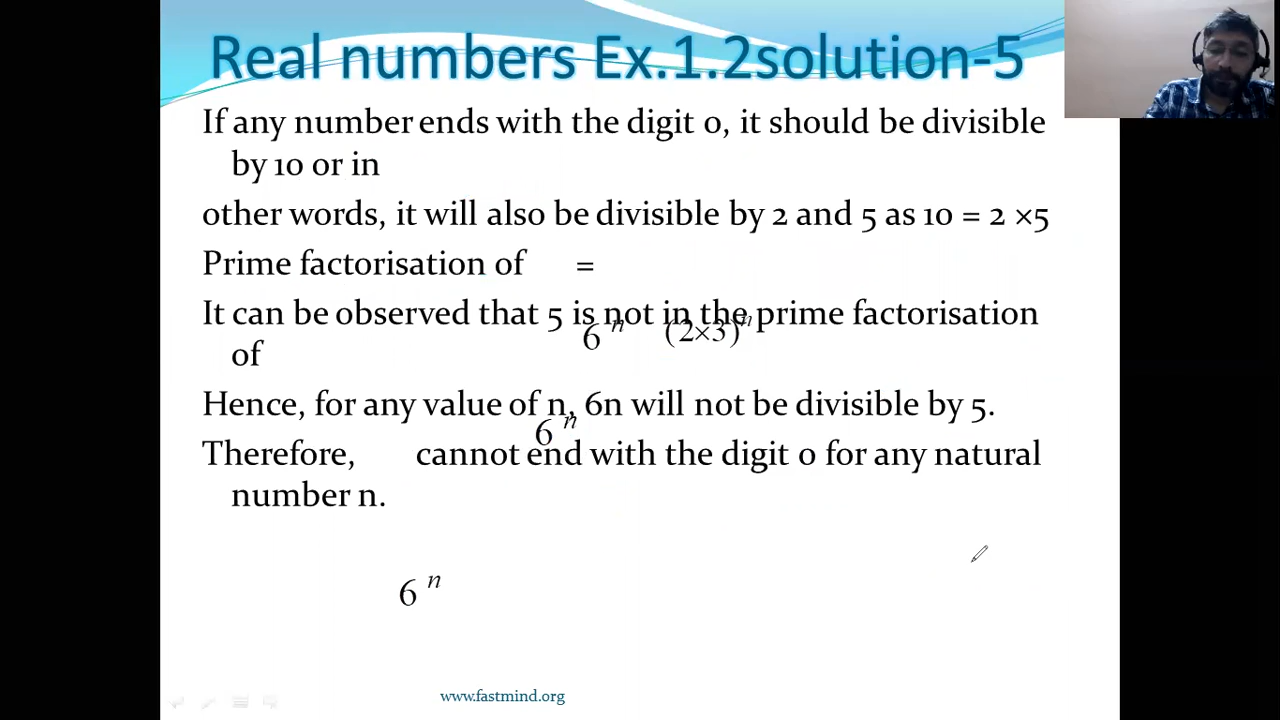 Real numbers Ex.1.2solution-5
If any number ends with the digit 0, it should be divisible
by 10 or in
other words, it will also be divisible by 2 and 5 as 10 = 2 ×5
Prime factorisation of =
It can be observed that 5 is not in the prime factorisation
6 n (2×3)n
of
Hence, for any value of n, 6n will not be divisible by 5.
6 n
Therefore, cannot end with the digit 0 for any natural
number n.
6 n
www.fastmind.org